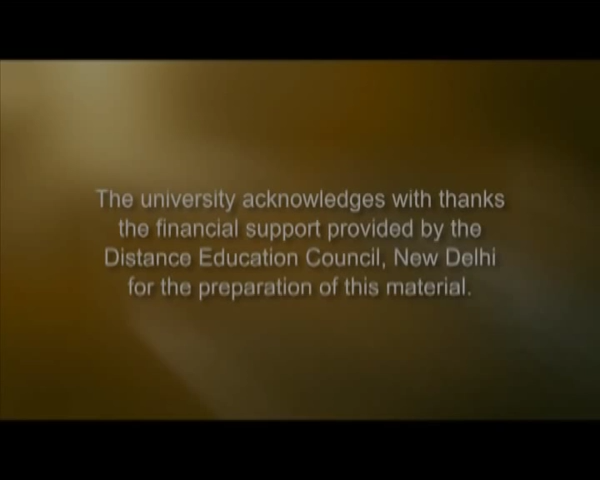 The university acknowledges with thanks
the financial support provided by the
Distance Education Council, New Delhi
for the preparation of this material.